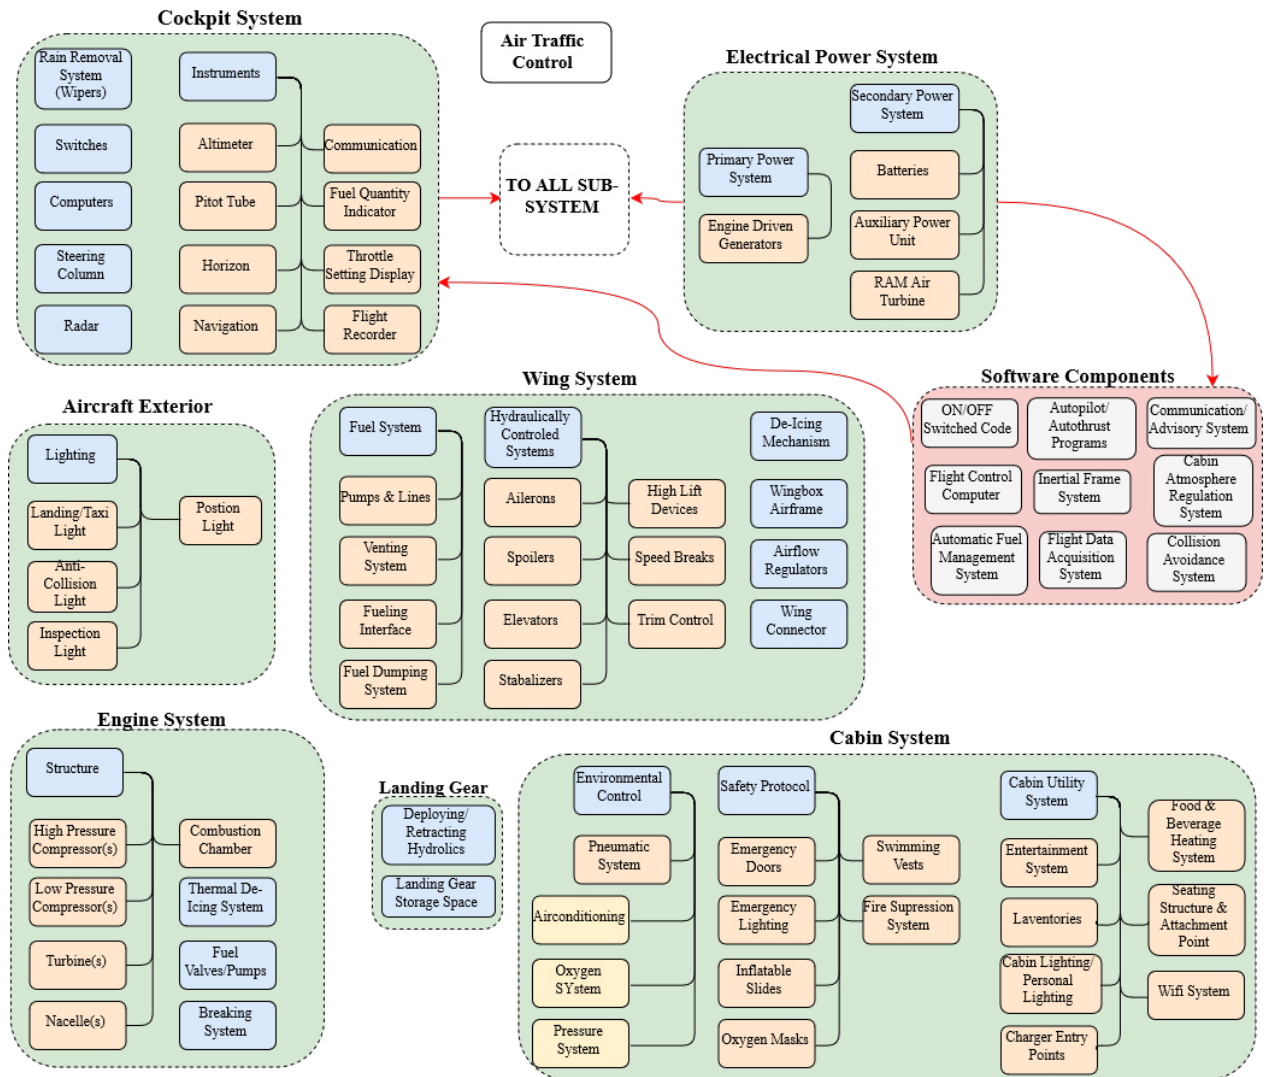 Cockpit System
Rain Removal
System
(Wipers)
Switches
Computers
Steering
Column
Radar
Instruments
Altimeter
Pitot Tube
Horizon
Navigation
Communication
Fuel Quantity
Indicator
Throttle
Setting Display
Flight
Recorder
Air Traffic
Control
TO ALL SUB-
SYSTEM
Electrical Power System
Primary Power
System
Engine Driven
Generators
Secondary Power
System
Batteries
Auxiliary Power
Unit
RAM Air
Turbine
Software Components
ON/OFF
Switched Code
Autopilot/
Autothrust
Programs
Communication/
Advisory System
Flight Control
Computer
Inertial Frame
System
Cabin
Atmosphere
Regulation
System
Automatic Fuel
Management
System
Flight Data
Acquisition
System
Collision
Avoidance
System
Aircraft Exterior
Lighting
Landing/Taxi
Light
Anti-
Collision
Light
Inspection
Light
Postion
Light
Wing System
Fuel System
Pumps & Lines
Venting
System
Fueling
Interface
Fuel Dumping
System
Hydraulically
Controled
Systems
Ailerons
Spoilers
Elevators
Stabalizers
High Lift
Devices
Speed Breaks
Trim Control
De-Icing
Mechanism
Wingbox
Airframe
Airflow
Regulators
Wing
Connector
Engine System
Structure
High Pressure
Compressor(s)
Low Pressure
Compressor(s)
Turbine(s)
Nacelle(s)
Combustion
Chamber
Thermal De-
Icing System
Fuel
Valves/Pumps
Breaking
System
Landing Gear
Deploying/
Retracting
Hydrolics
Landing Gear
Storage Space
Cabin System
Environmental
Control
Pneumatic
System
Airconditioning
Oxygen
SYstem
Pressure
System
Safety Protocol
Emergency
Doors
Emergency
Lighting
Inflatable
Slides
Oxygen Masks
Swimming
Vests
Fire Supression
System
Cabin Utility
System
Entertainment
System
Laventories
Cabin Lighting/
Personal
Lighting
Charger Entry
Points
Food &
Beverage
Heating
System
Seating
Structure &
Attachment
Point
Wifi System